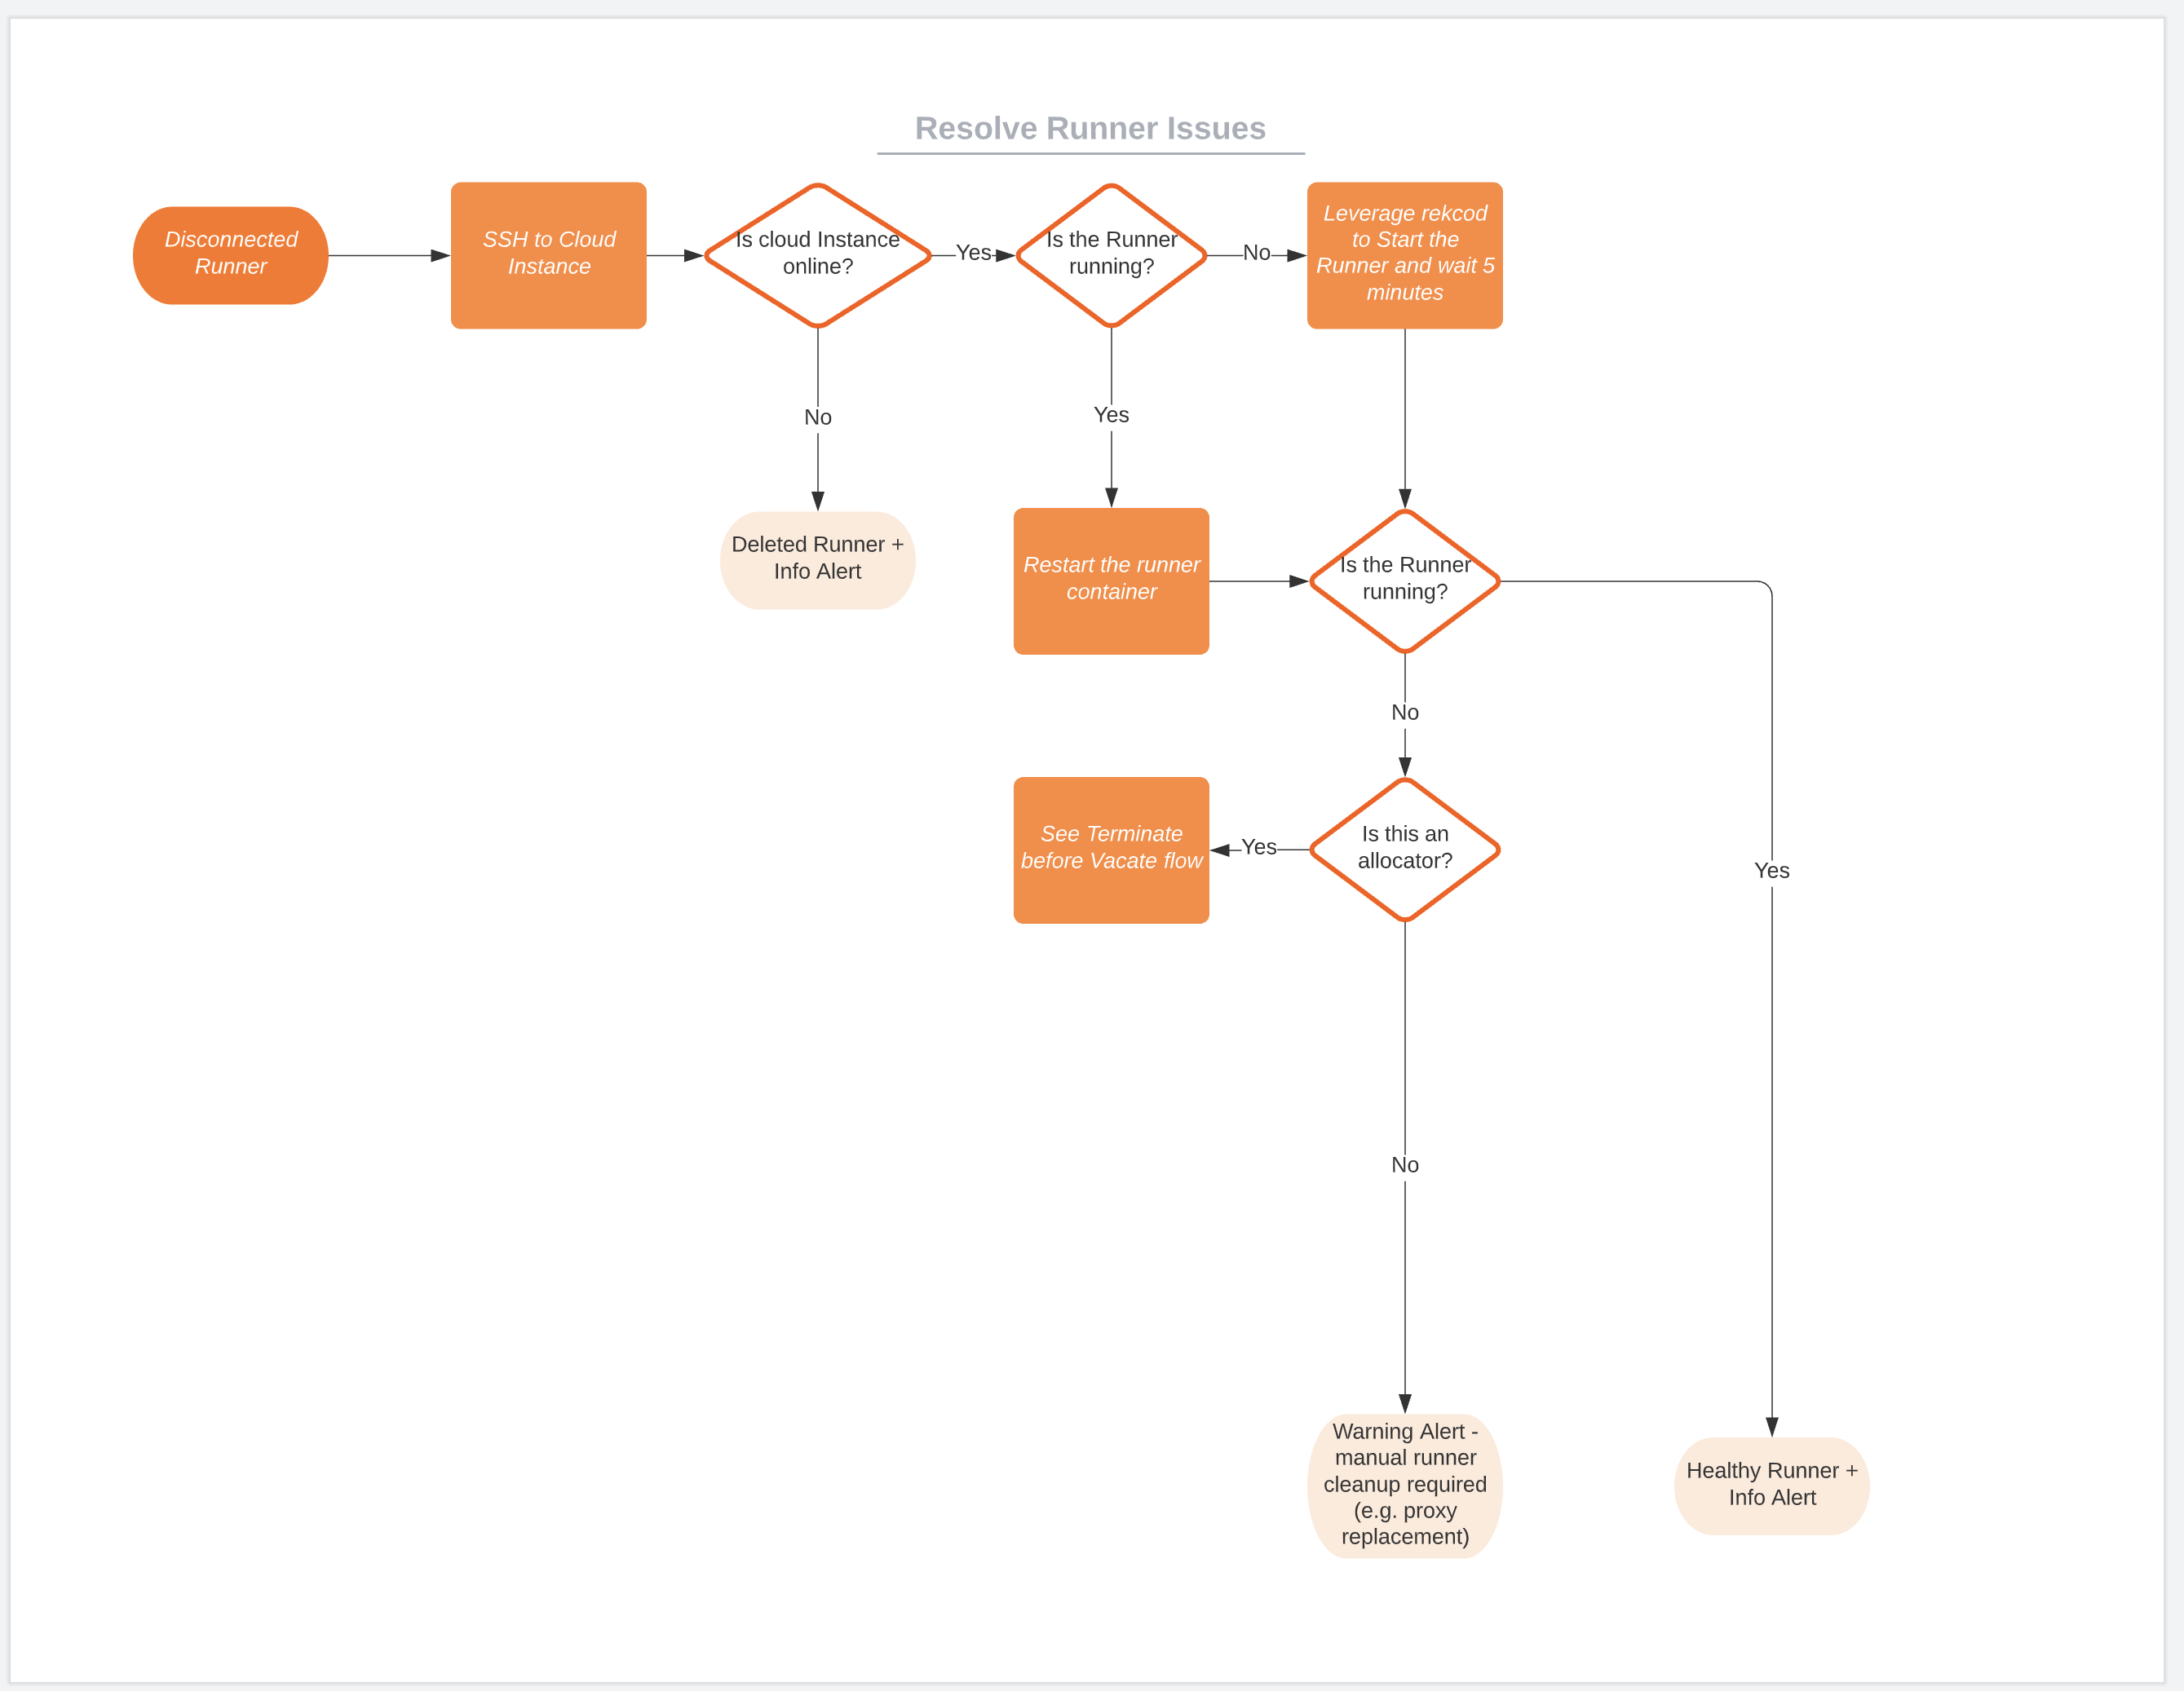 Resolve Runner Issues
Disconnected
Runner
SSH to Cloud
Instance
Is cloud Instance
online?
Yes
Is the Runner
running?
No
Leverage rekcod
to Start the
Runner and wait 5
minutes
No
Yes
Deleted Runner +
Info Alert
Restart the runner
container
Is the Runner
running?
No
See Terminate
before Vacate flow
Yes
Is this an
allocator?
Yes
No
Warning Alert -
manual runner
cleanup required
(e.g. proxy
replacement)
Healthy Runner +
Info Alert